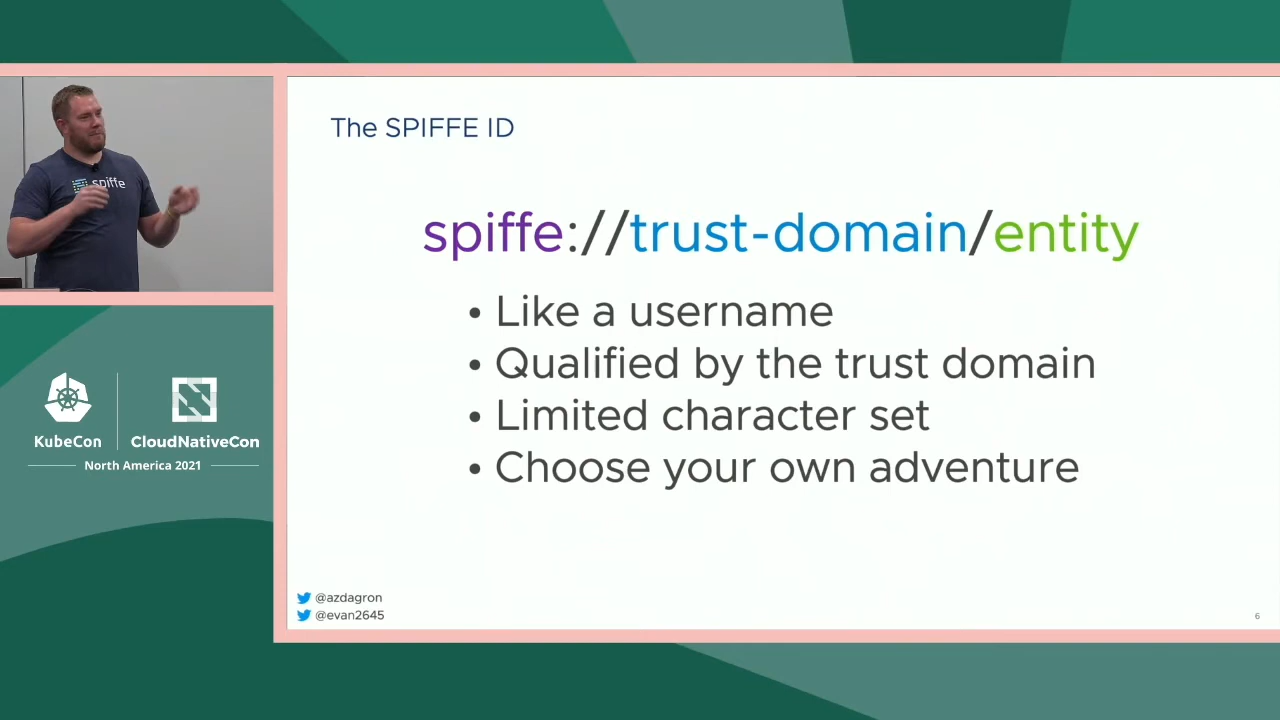 The SPIFFE ID
spiffe
spiffe://trust-domain/entity
• Like a username
• Qualified by the trust domain
• Limited character set
• Choose your own adventure
KubeCon
CloudNativeCon
North America 2021
@azdagron
@evan2645
6